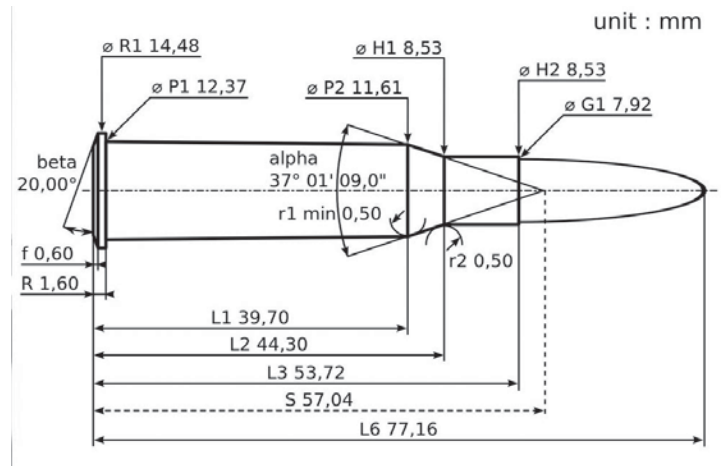 unit : mm
⌀ R1 14,48
⌀ H1 8,53
⌀ H2 8,53
⌀ P1 12,37
⌀ P2 11,61
⌀ G1 7,92
beta
20,00°
alpha
37° 01' 09,0"
r1 min 0,50
r2 0,50
f 0,60
R 1,60
L1 39,70
L2 44,30
L3 53,72
S 57,04
L6 77,16